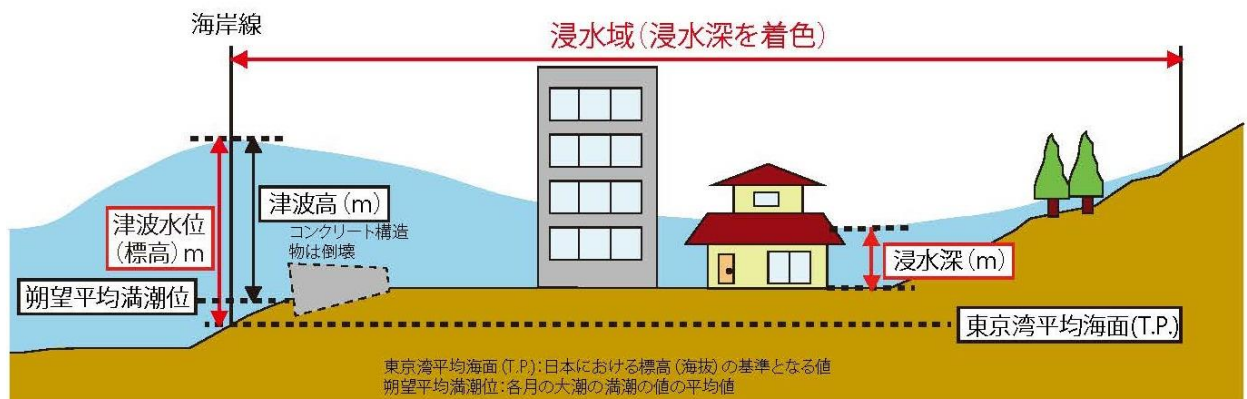 海岸線
浸水域（浸水深を着色）
津波水位
（標高）m
津波高（m）
コンクリート構造
物は倒壊
浸水深（m）
朔望平均満潮位
東京湾平均海面(T.P.)
東京湾平均海面(T.P.)：日本における標高（海抜）の基準となる値
朔望平均満潮位：各月の大潮の満潮の値の平均値